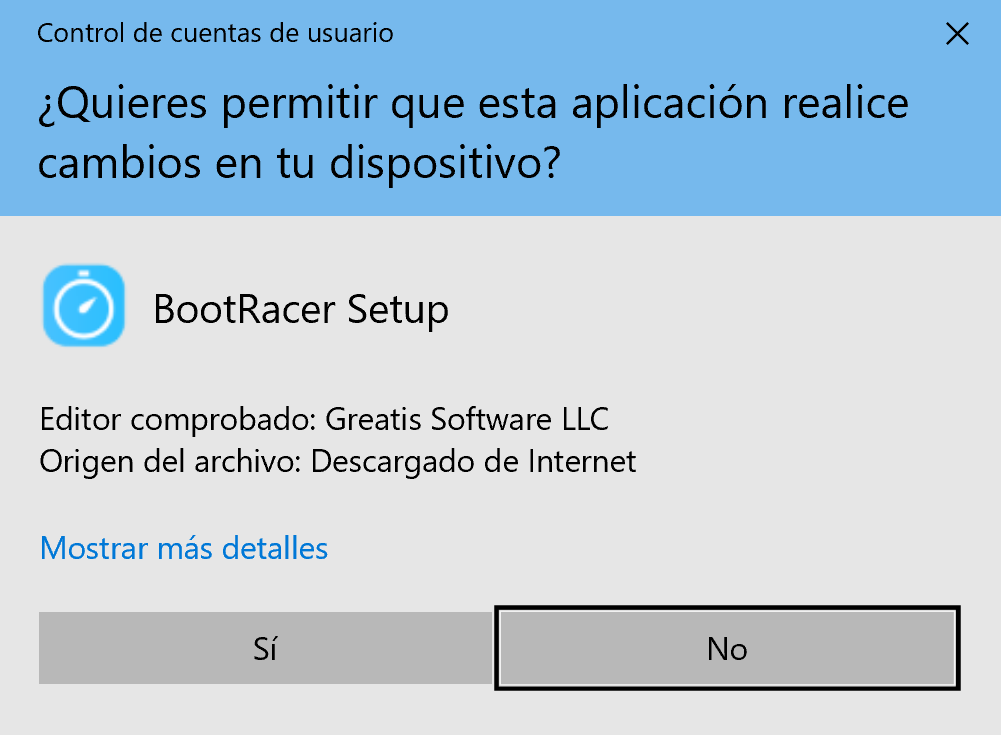 Control de cuentas de usuario
¿Quieres permitir que esta aplicación realice
cambios en tu dispositivo?
BootRacer Setup
Editor comprobado: Greatis Software LLC
Origen del archivo: Descargado de Internet
Mostrar más detalles
Sí
No